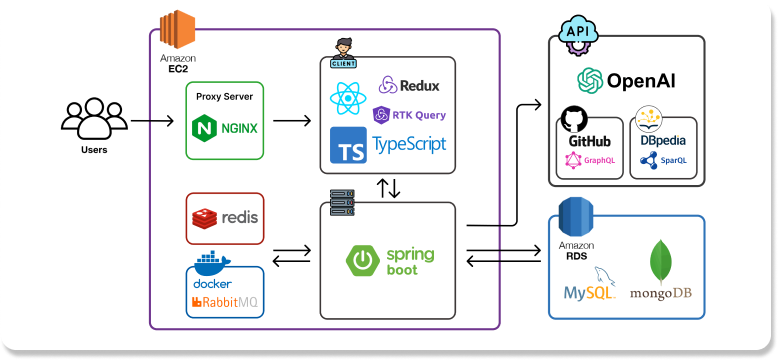 Amazon
EC2
Users
Proxy Server
NGINX
CLIENT
Redux
RTK Query
TS
TypeScript
redis
docker
RabbitMQ
spring
boot
API
OpenAI
GitHub
GraphQL
DBpedia
SparQL
Amazon
RDS
MySQL
mongoDB